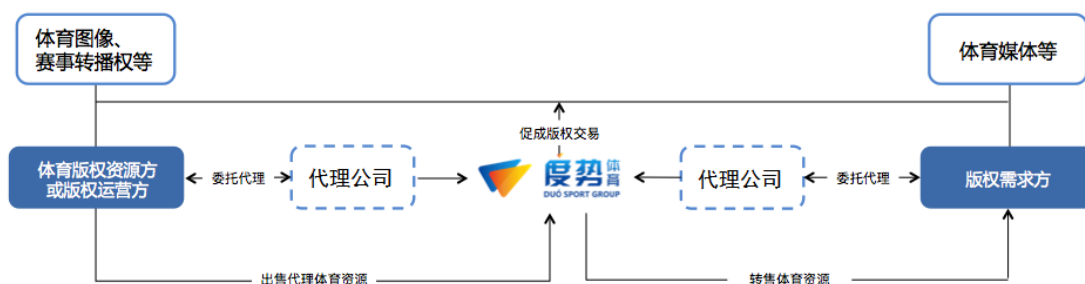 体育图像、
赛事转播权等
体育媒体等
促成版权交易
体育版权资源方
或版权运营方
委托代理
代理公司
度势体育
DUO SPORT GROUP
代理公司
委托代理
版权需求方
出售代理体育资源
转售体育资源